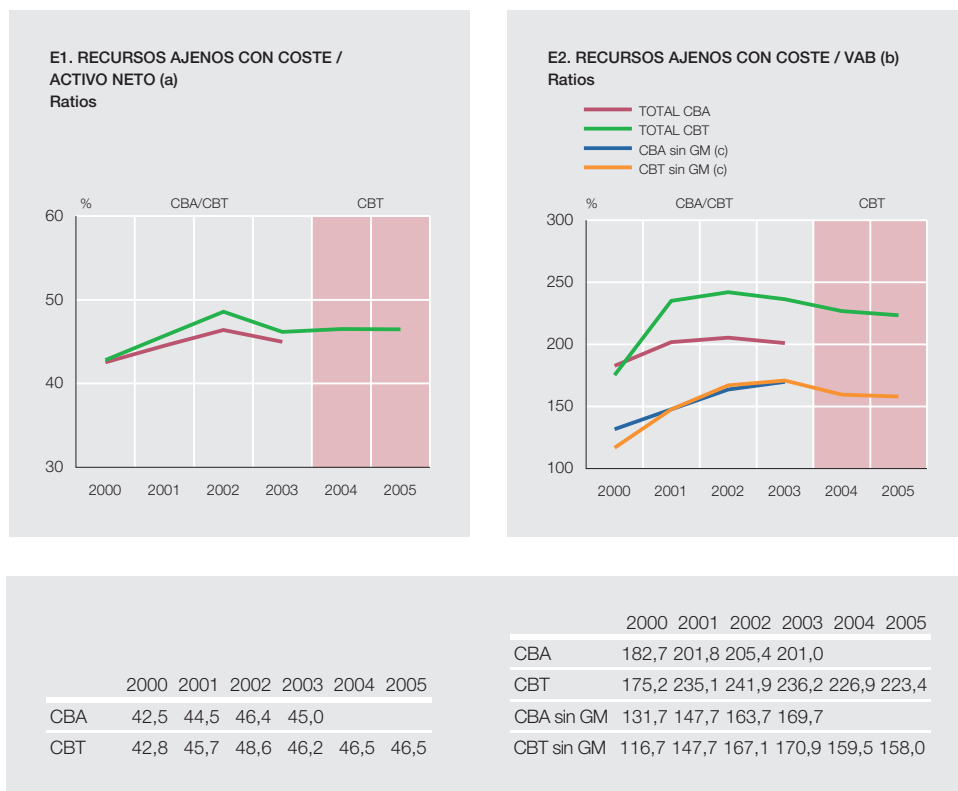 E1. RECURSOS AJENOS CON COSTE /
ACTIVO NETO (a)
Ratios
% CBA/CBT CBT
60
50
40
30
2000 2001 2002 2003 2004 2005
E2. RECURSOS AJENOS CON COSTE / VAB (b)
Ratios
TOTAL CBA
TOTAL CBT
CBA sin GM (c)
CBT sin GM (c)
% CBA/CBT CBT
300
250
200
150
100
2000 2001 2002 2003 2004 2005
2000 2001 2002 2003 2004 2005
CBA 42,5 44,5 46,4 45,0
CBT 42,8 45,7 48,6 46,2 46,5 46,5
2000 2001 2002 2003 2004 2005
CBA 182,7 201,8 205,4 201,0
CBT 175,2 235,1 241,9 236,2 226,9 223,4
CBA sin GM 131,7 147,7 163,7 169,7
CBT sin GM 116,7 147,7 167,1 170,9 159,5 158,0